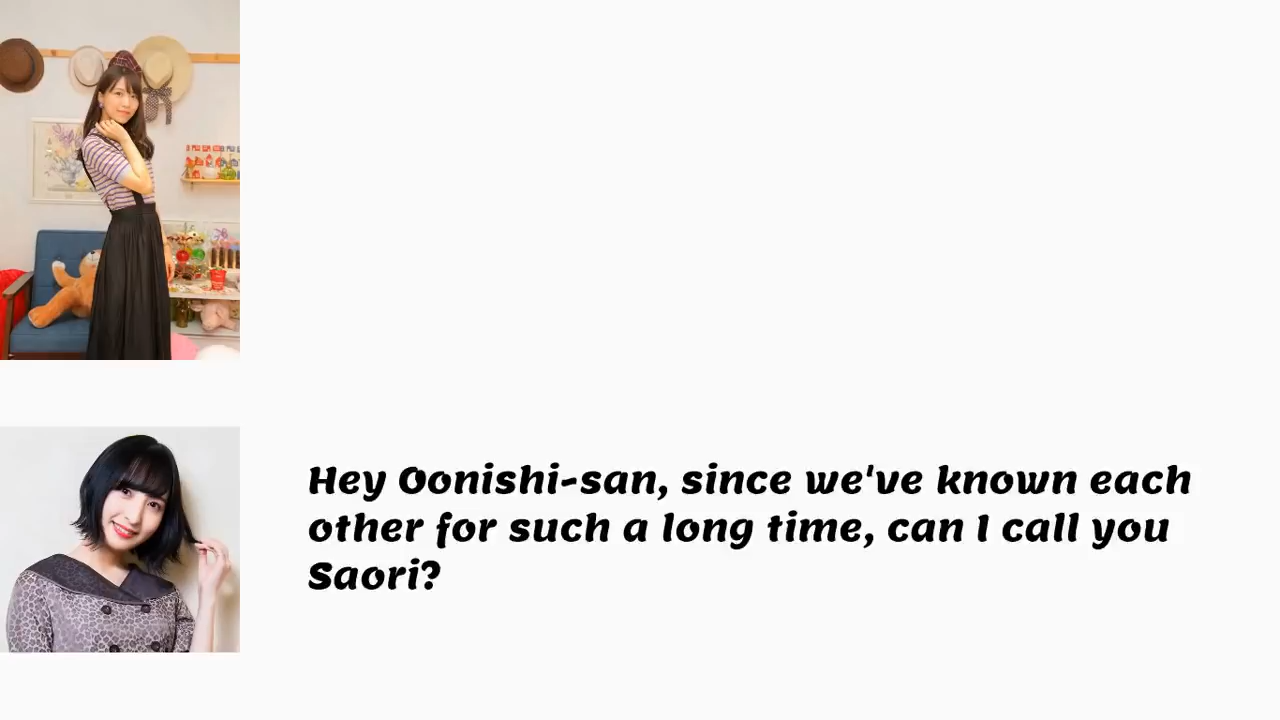 Hey Oonishi-san, since we've known each
other for such a long time, can I call you
Saori?